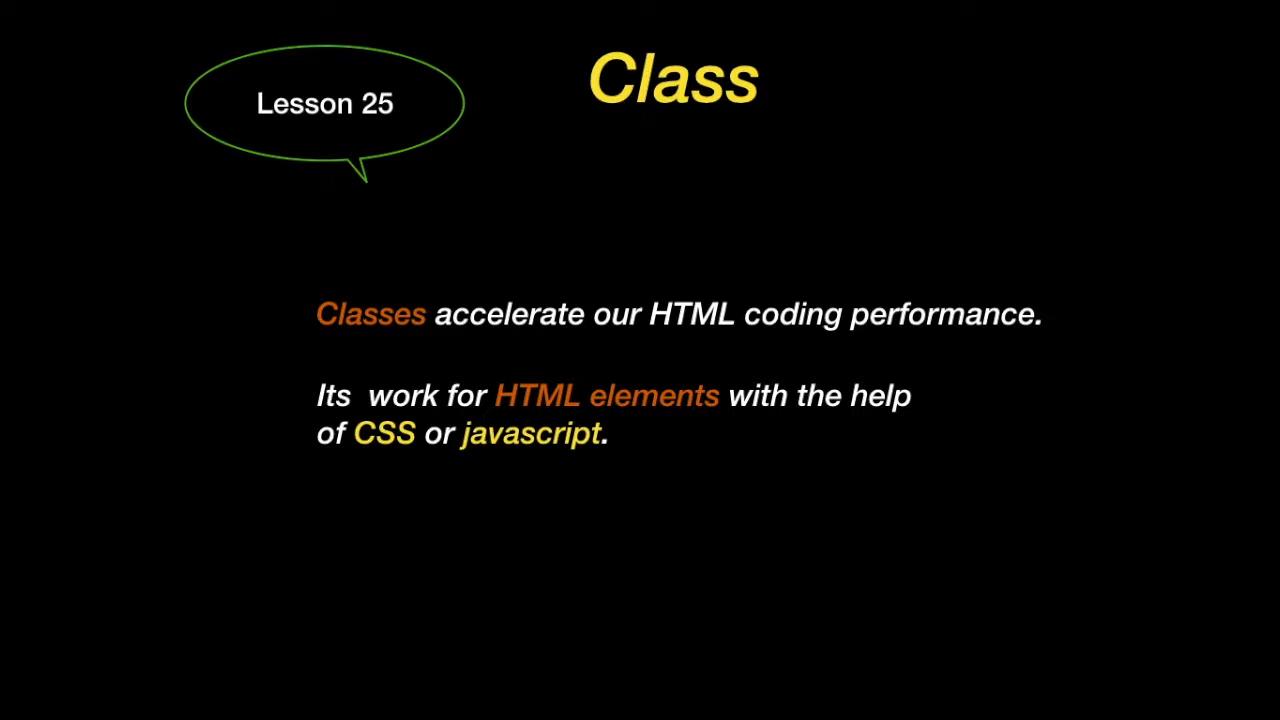 Lesson 25
Class
Classes accelerate our HTML coding performance.
Its  work for HTML elements with the help
of CSS or javascript.